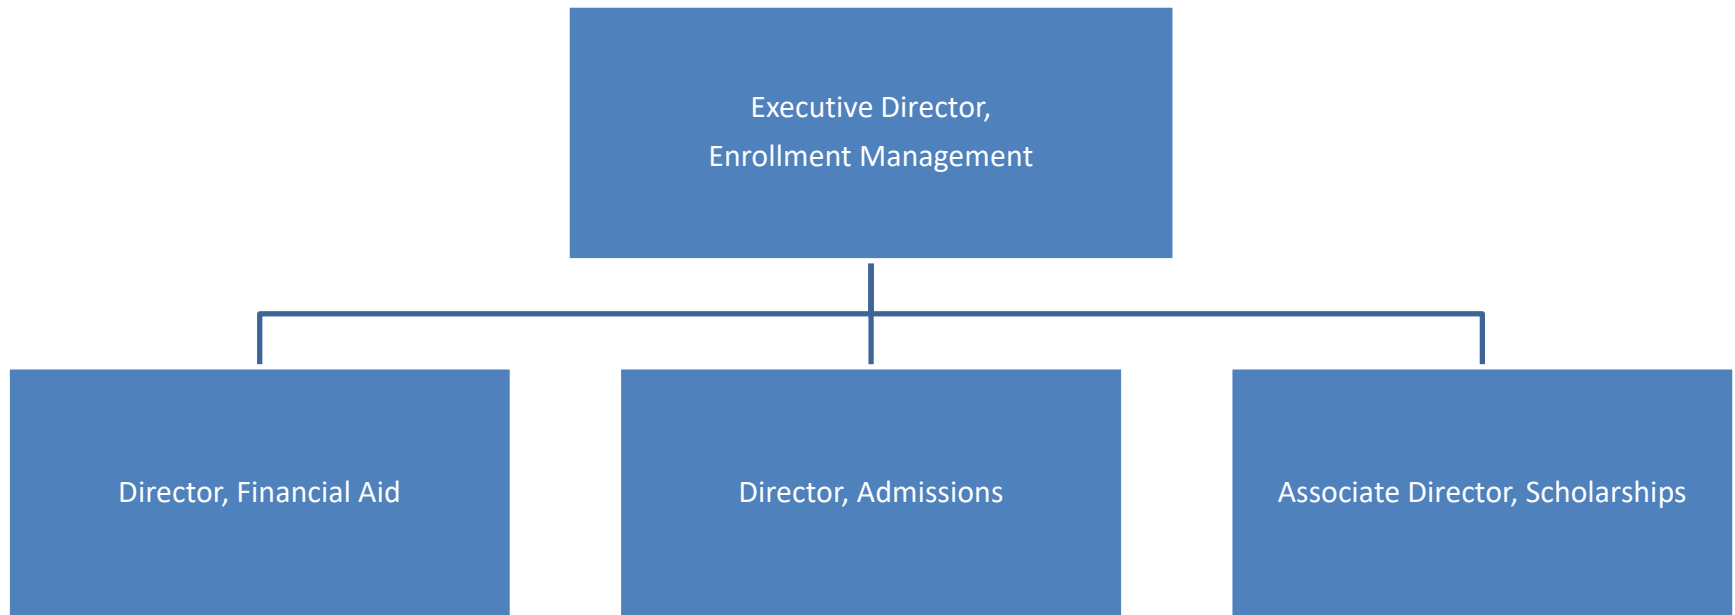 Executive Director,
Enrollment Management
Director, Financial Aid
Director, Admissions
Associate Director, Scholarships